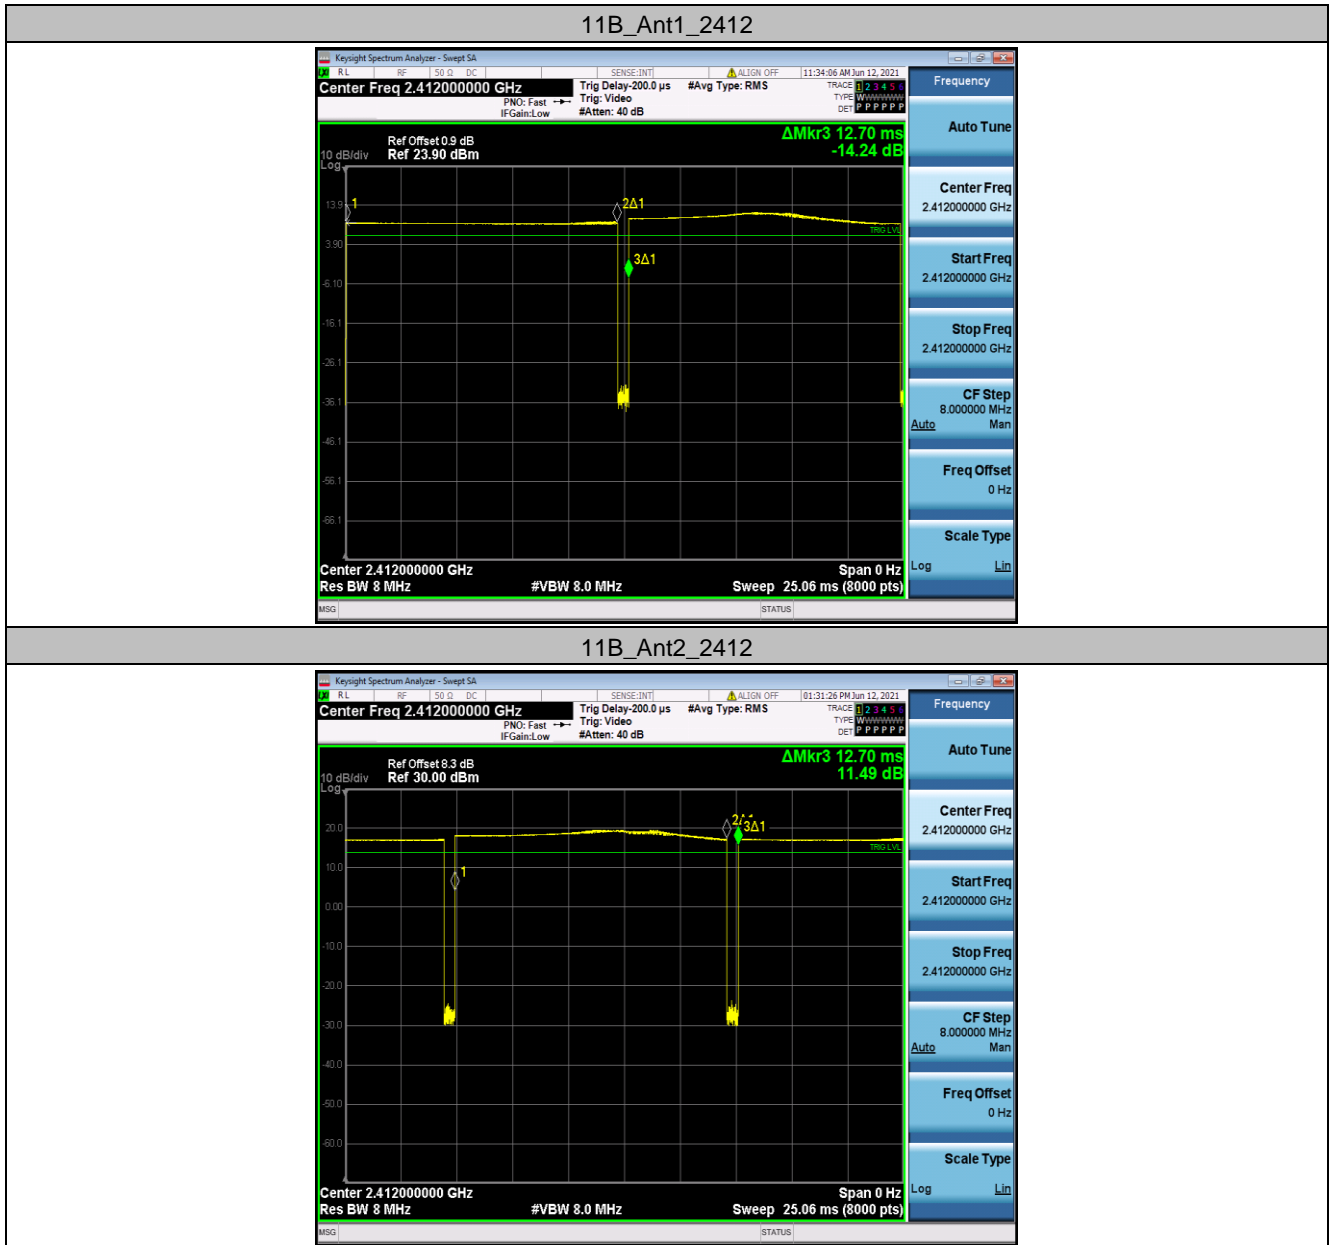 11B_Ant1_2412
Keysight Spectrum Analyzer - Swept SA
RL RF 50 Ω DC SENSE:INT ALIGN OFF 11:34:06 AM Jun 12, 2021
Center Freq 2.412000000 GHz
PNO: Fast
IFGain:Low
Trig Delay-200.0 µs
Trig: Video
#Atten: 40 dB
#Avg Type: RMS
TRACE 1 2 3 4 5 6
TYPE WWWWWW
DET P P P P P P
Frequency
Auto Tune
Center Freq
2.412000000 GHz
Start Freq
2.412000000 GHz
Stop Freq
2.412000000 GHz
CF Step
8.000000 MHz
Auto Man
Freq Offset
0 Hz
Scale Type
Log Lin
ΔMkr3 12.70 ms
-14.24 dB
Ref Offset 0.9 dB
10 dB/div Ref 23.90 dBm
Log
13.9
3.90
-6.10
-16.1
-26.1
-36.1
-46.1
-56.1
-66.1
1
2Δ1
3Δ1
TRIG LVL
Center 2.412000000 GHz Span 0 Hz
Res BW 8 MHz #VBW 8.0 MHz Sweep 25.06 ms (8000 pts)
MSG STATUS
11B_Ant2_2412
Keysight Spectrum Analyzer - Swept SA
RL RF 50 Ω DC SENSE:INT ALIGN OFF 01:31:26 PM Jun 12, 2021
Center Freq 2.412000000 GHz
PNO: Fast
IFGain:Low
Trig Delay-200.0 µs
Trig: Video
#Atten: 40 dB
#Avg Type: RMS
TRACE 1 2 3 4 5 6
TYPE WWWWWW
DET P P P P P P
Frequency
Auto Tune
Center Freq
2.412000000 GHz
Start Freq
2.412000000 GHz
Stop Freq
2.412000000 GHz
CF Step
8.000000 MHz
Auto Man
Freq Offset
0 Hz
Scale Type
Log Lin
ΔMkr3 12.70 ms
11.49 dB
Ref Offset 8.3 dB
10 dB/div Ref 30.00 dBm
Log
20.0
10.0
0.00
-10.0
-20.0
-30.0
-40.0
-50.0
-60.0
1
3Δ1
TRIG LVL
Center 2.412000000 GHz Span 0 Hz
Res BW 8 MHz #VBW 8.0 MHz Sweep 25.06 ms (8000 pts)
MSG STATUS